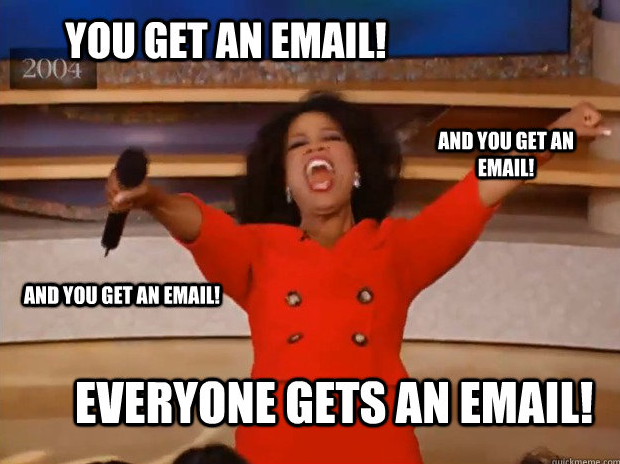 YOU GET AN EMAIL!
2004
AND YOU GET AN
EMAIL!
AND YOU GET AN EMAIL!
EVERYONE GETS AN EMAIL!
quickmeme.com